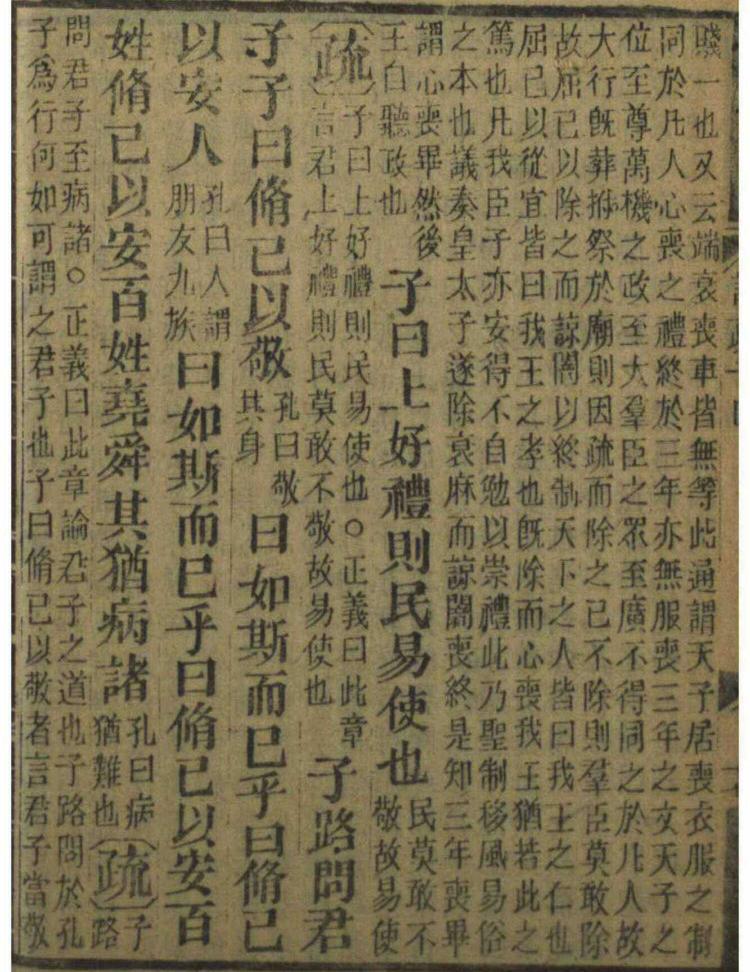 賤一也又云端衰喪車皆無等此通謂天子居喪衣服之制
同於凡人心喪之禮終於三年亦無服喪三年之文天子之
位至尊萬機之政至大羣臣之眾至廣不得同之於凡人故
大行旣葬祔祭於廟則因疏而除之已不除則羣臣莫敢除
故屈已以除之而諒闇以終制天下之人皆曰我王之仁也
屈已以從宜皆曰我王之孝也旣除而心喪我王猶若此之
篤也凡我臣子亦安得不自勉以崇禮此乃聖制移風易俗
之本也議奏皇太子遂除衰麻而諒闇喪終是知三年喪畢
謂心喪畢然後
王白聽政也
子曰上好禮則民易使也
民莫敢不
敬故易使
疏
子曰上好禮則民易使也○正義曰此章
言君上好禮則民莫敢不敬故易使也
子路問君
子子曰脩已以敬
孔曰敬
其身
曰如斯而已乎曰脩已
以安人
孔曰人謂
朋友九族
曰如斯而已乎曰脩已以安百
姓脩已以安百姓堯舜其猶病諸
孔曰病
猶難也
疏
子
路
問君子至病諸○正義曰此章論君子之道也子路問於孔
子爲行何如可謂之君子也子曰脩已以敬者言君子當敬